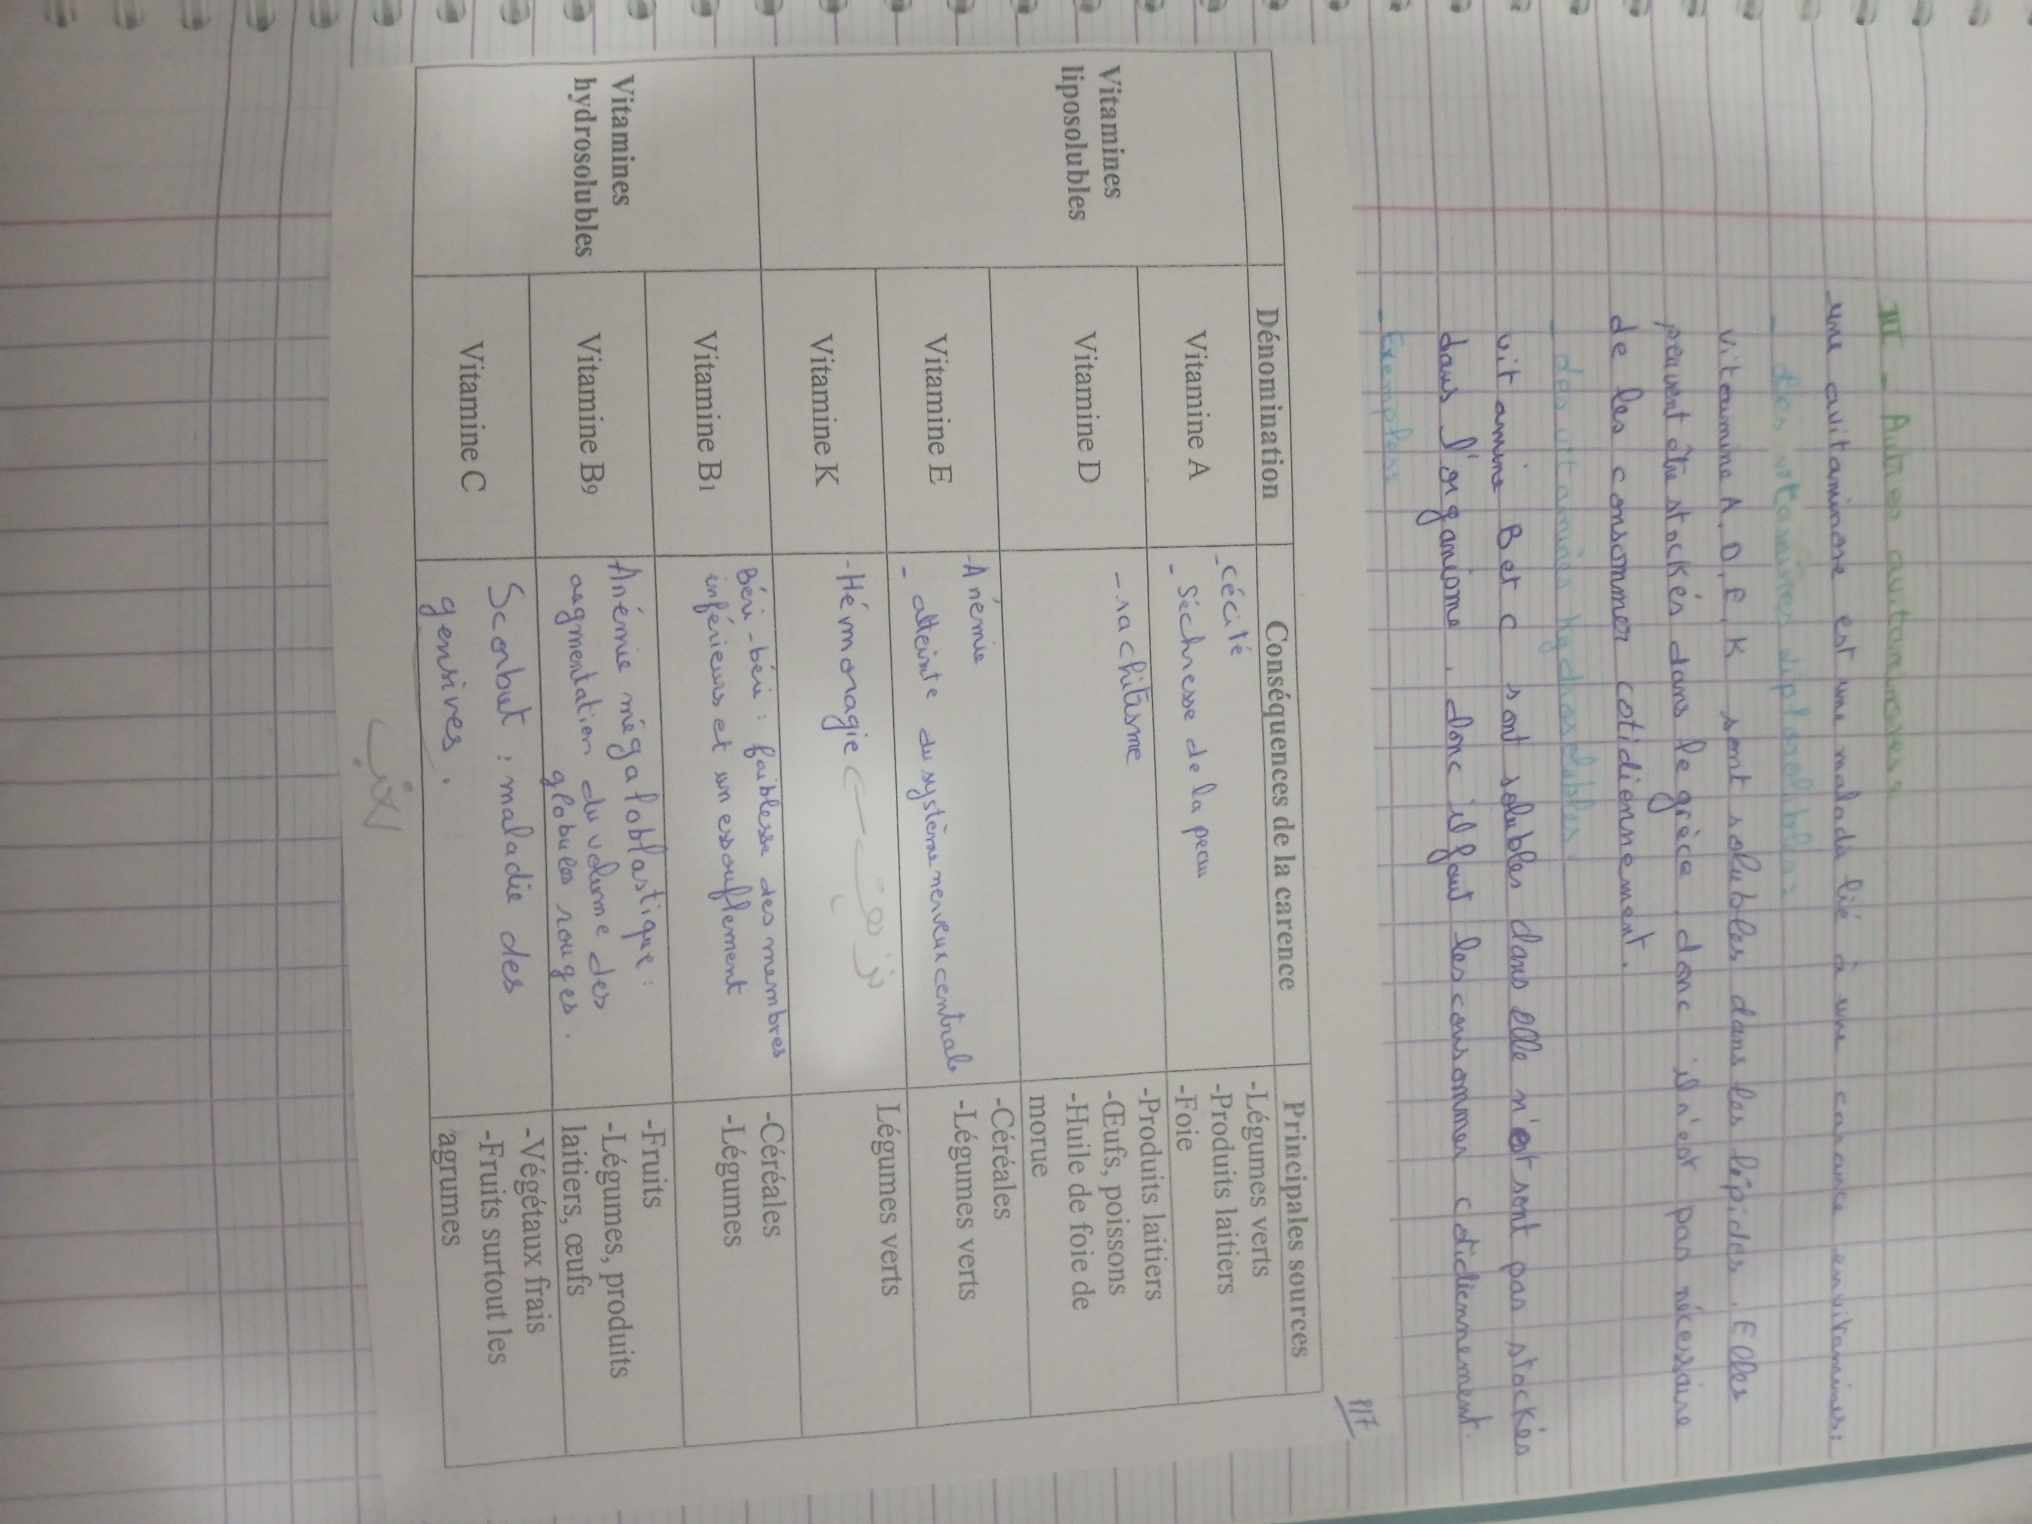 III - Autres avitaminoses:
une avitaminose est une malada lié à une carance en vitamines:
- des vitamines liposolubles:
Vitamine A, D, E, K sont solubles dans les lépides. Elles
peuvent être stockés dans le grèce, donc il n'est pas nécessaire
de les consommer cotidiennement.
- des vitamines Hydrosolubles:
vitamine B et C sont solubles dans elle n'est sont pas stockés
dans l'organisme, donc il faut les consommer cotidiennement.
- Exemples:
P17
Dénomination
Conséquences de la carence
Principales sources
Vitamines
liposolubles
Vitamine A
- Cécité
- Séchresse de la peau
-Légumes verts
-Produits laitiers
-Foie
Vitamine D
- rachitisme
-Produits laitiers
-Œufs, poissons
-Huile de foie de
morue
Vitamine E
- Anémie
- atteinte du système nerveux central
-Céréales
-Légumes verts
Vitamine K
- Hémoragie
Légumes verts
Vitamines
hydrosolubles
Vitamine B1
Béri-béri : faiblesse des membres
inférieurs et un essouflement
-Céréales
-Légumes
Vitamine B9
Anémie mégaloblastique :
augmentation du volume des
globules rouges.
-Fruits
-Légumes, produits
laitiers, œufs
Vitamine C
Scorbut : maladie des
gensives.
-Végétaux frais
-Fruits surtout les
agrumes